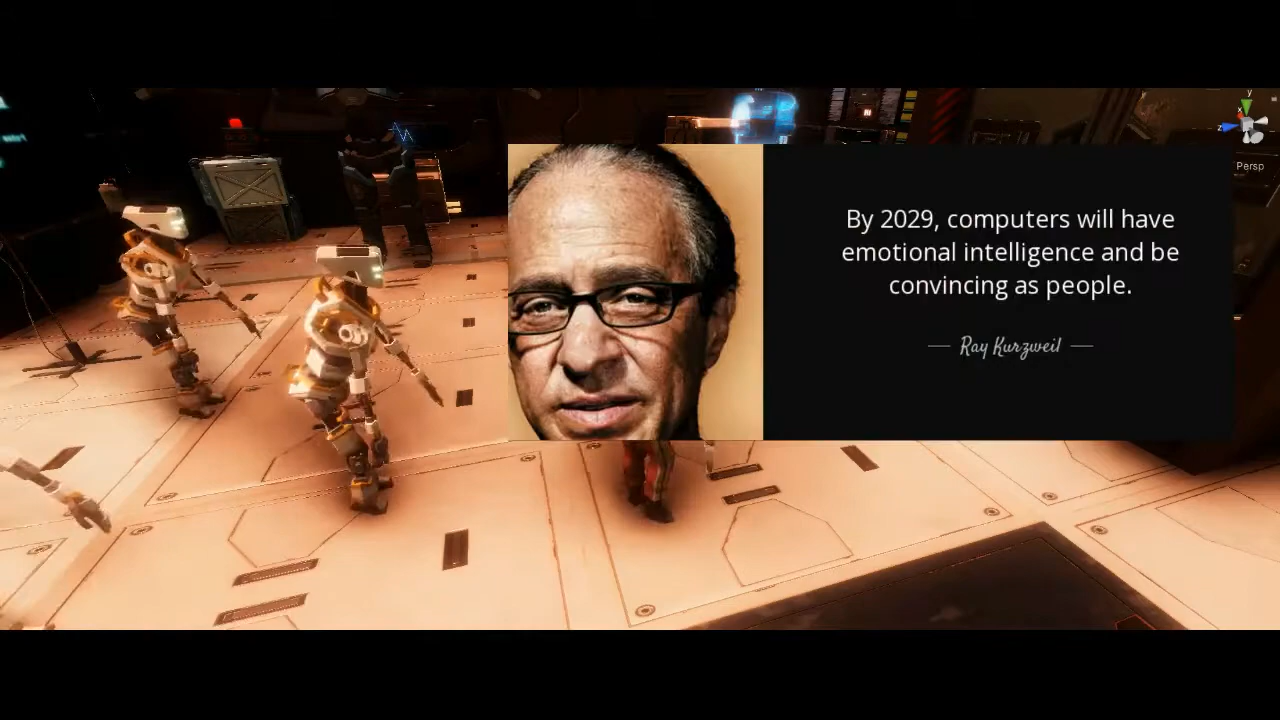 By 2029, computers will have
emotional intelligence and be
convincing as people.
Ray Kurzweil
y
x
z
Persp